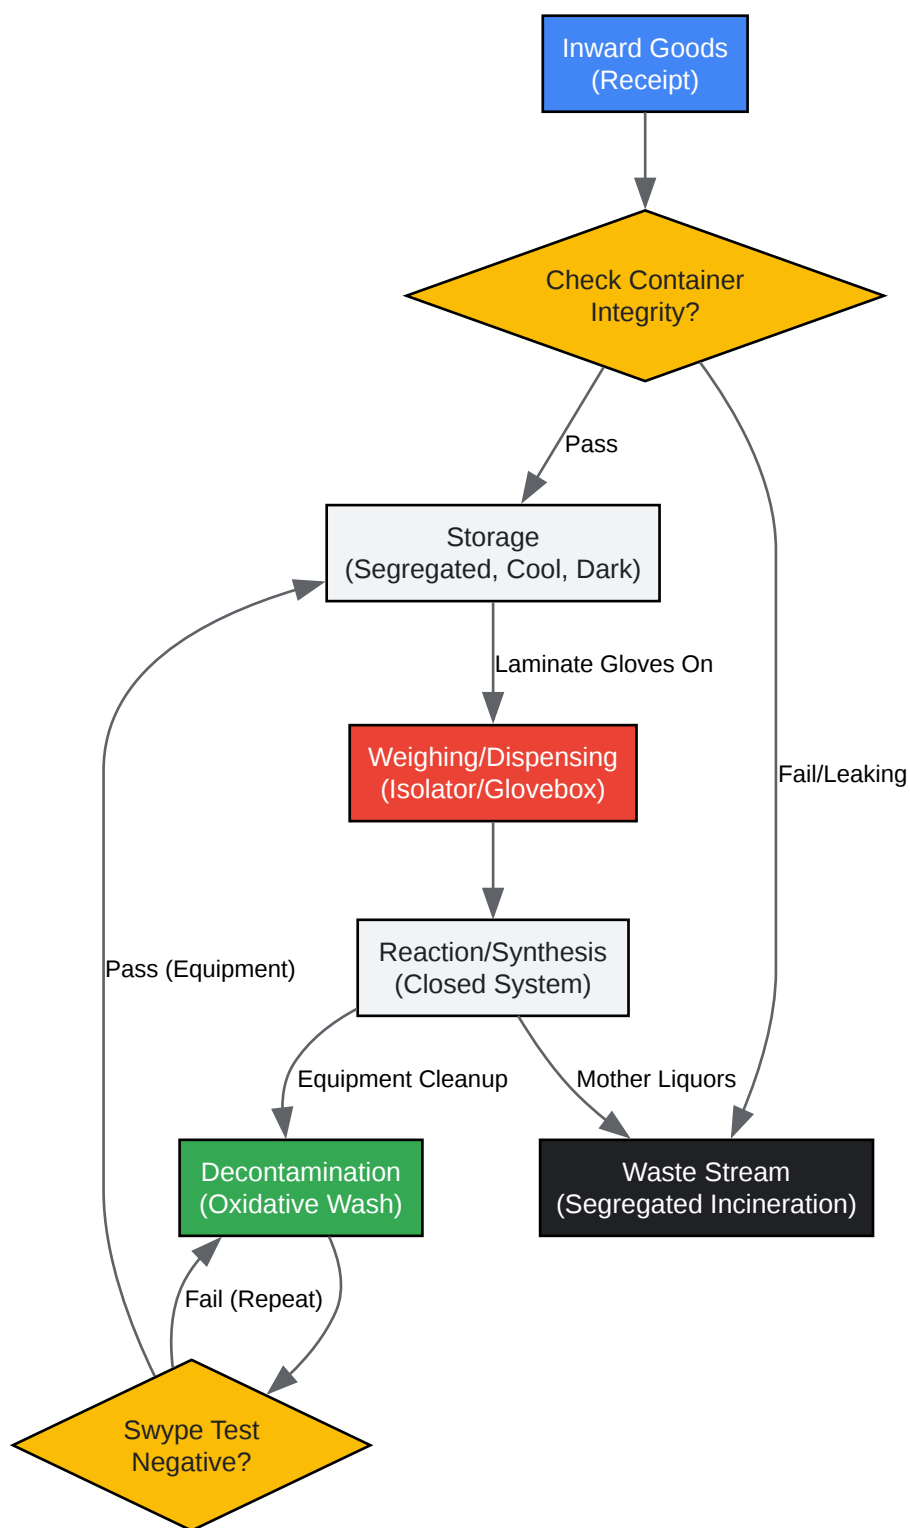 Inward Goods
(Receipt)
Check Container
Integrity?
Pass
Storage
(Segregated, Cool, Dark)
Laminate Gloves On
Weighing/Dispensing
(Isolator/Glovebox)
Fail/Leaking
Reaction/Synthesis
(Closed System)
Pass (Equipment)
Equipment Cleanup
Mother Liquors
Decontamination
(Oxidative Wash)
Waste Stream
(Segregated Incineration)
Fail (Repeat)
Swype Test
Negative?